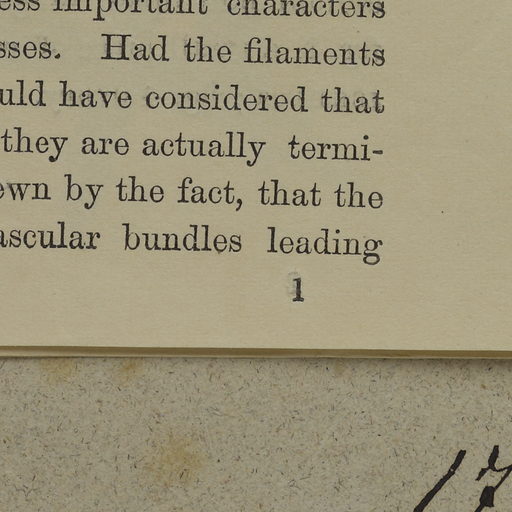 important characters
sses. Had the filaments
uld have considered that
they are actually termi-
wn by the fact, that the
ascular bundles leading
1
17